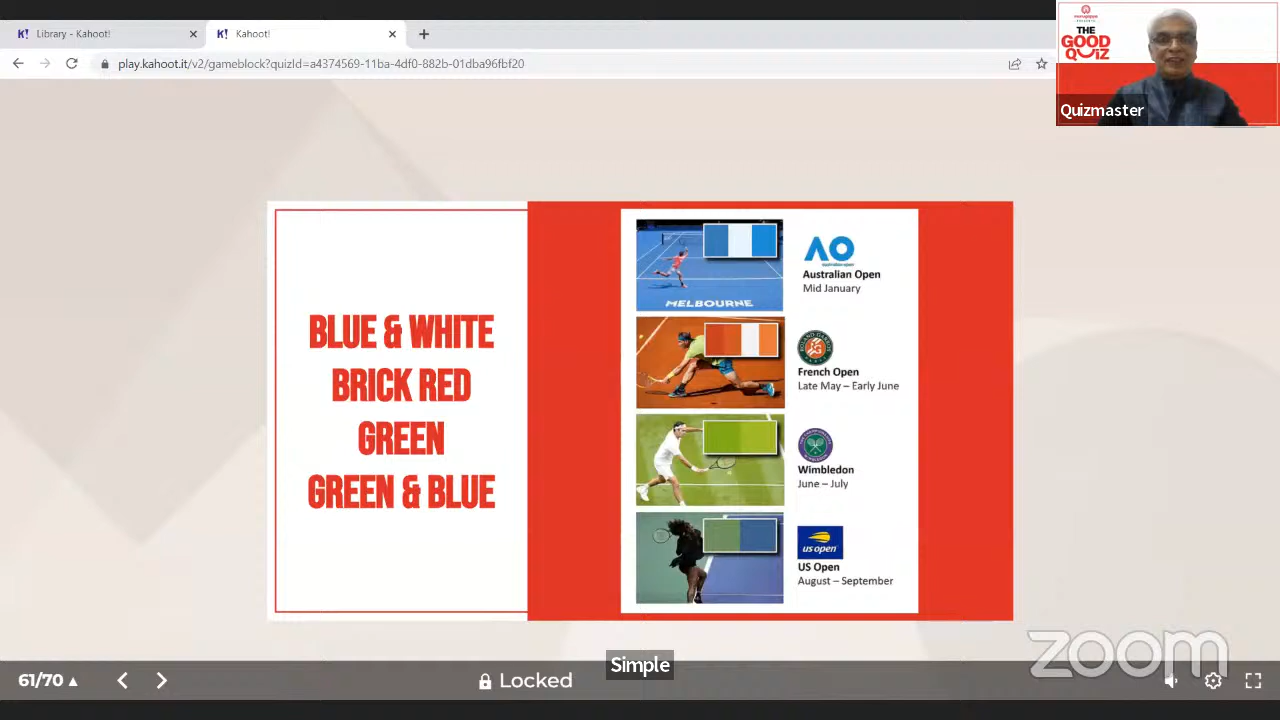 Library - Kahoot!
Kahoot!
play.kahoot.it/v2/gameblock?quizId=a4374569-11ba-4df0-882b-01dba96fbf20
THE
GOOD
QUIZ
Quizmaster
BLUE & WHITE
BRICK RED
GREEN
GREEN & BLUE
MELBOURNE
AO
Australian Open
Mid January
French Open
Late May – Early June
Wimbledon
June – July
us open
US Open
August – September
zoom
Simple
61/70
Locked